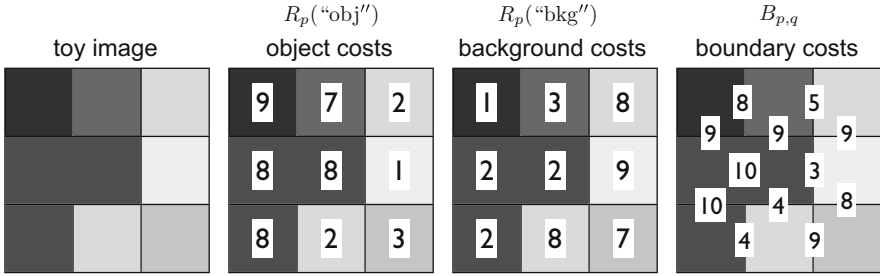 R_p("obj") R_p("bkg") B_{p,q}
toy image object costs background costs boundary costs
9 7 2 1 3 8 8 5
9 9 9
8 8 1 2 2 9 10 3
10 4 8
8 2 3 2 8 7 4 9